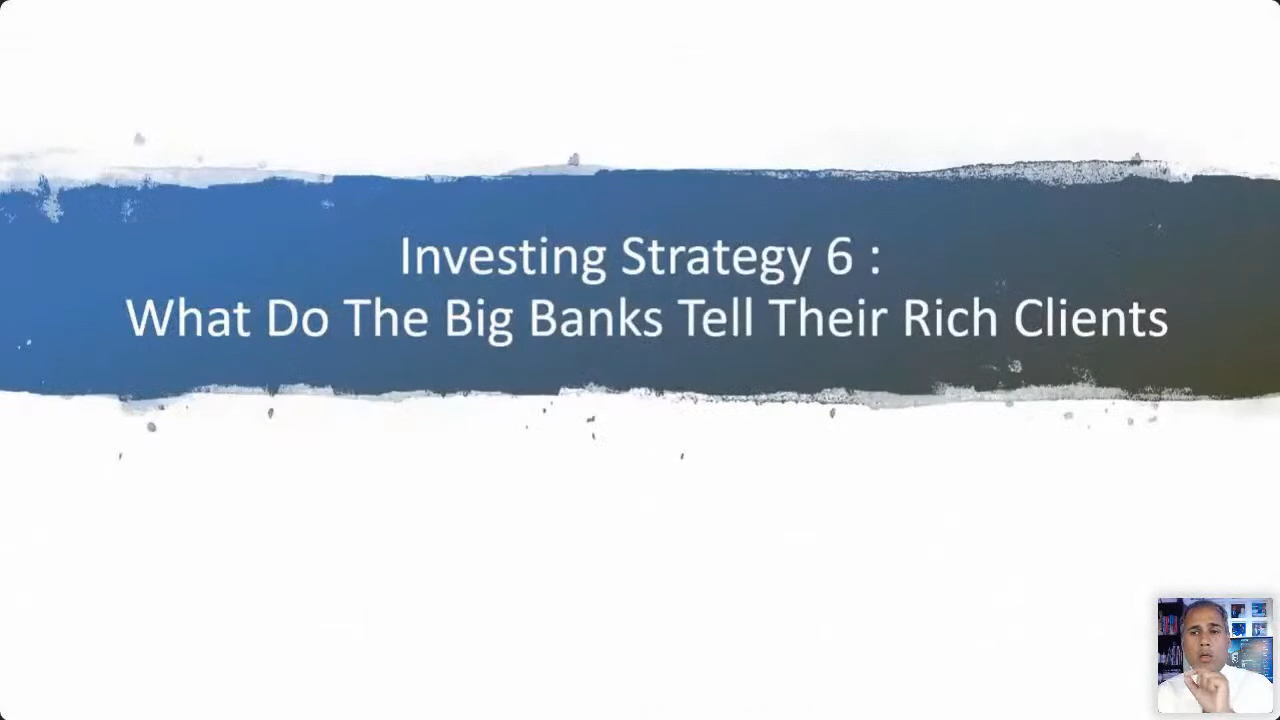 Investing Strategy 6 :
What Do The Big Banks Tell Their Rich Clients